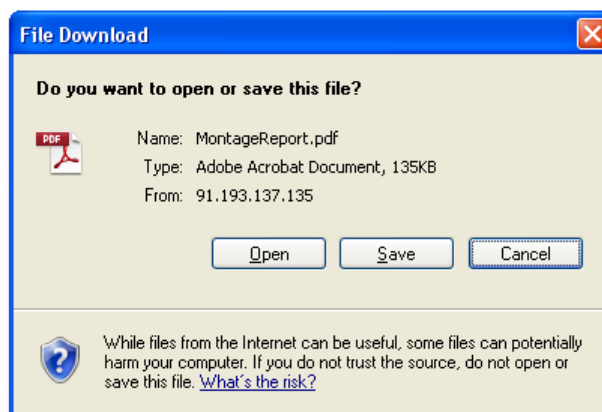 File Download
Do you want to open or save this file?
PDF
Name: MontageReport.pdf
Type: Adobe Acrobat Document, 135KB
From: 91.193.137.135
Open Save Cancel
While files from the Internet can be useful, some files can potentially
harm your computer. If you do not trust the source, do not open or
save this file. What's the risk?